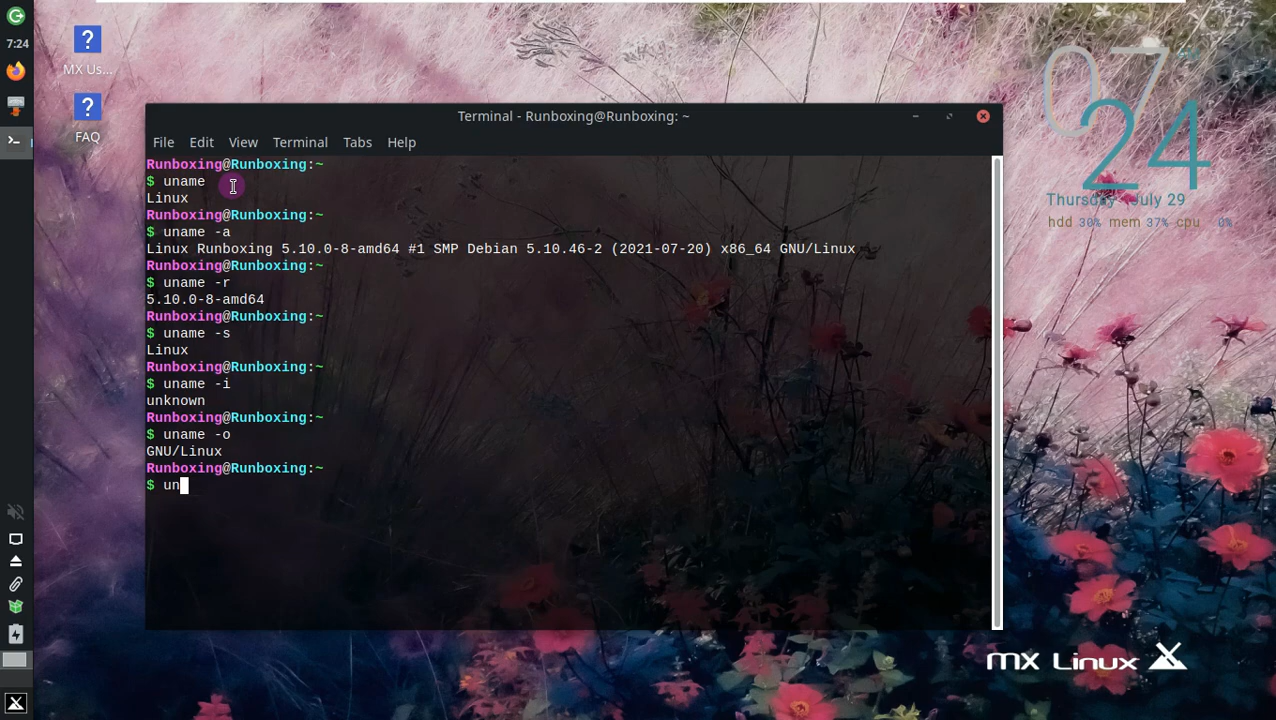 7:24
MX Us...
FAQ
Terminal - Runboxing@Runboxing: ~
File Edit View Terminal Tabs Help
Runboxing@Runboxing:~
$ uname
Linux
Runboxing@Runboxing:~
$ uname -a
Linux Runboxing 5.10.0-8-amd64 #1 SMP Debian 5.10.46-2 (2021-07-20) x86_64 GNU/Linux
Runboxing@Runboxing:~
$ uname -r
5.10.0-8-amd64
Runboxing@Runboxing:~
$ uname -s
Linux
Runboxing@Runboxing:~
$ uname -i
unknown
Runboxing@Runboxing:~
$ uname -o
GNU/Linux
Runboxing@Runboxing:~
$ un
07
24
Thursday July 29
hdd 30% mem 37% cpu 0%
MX Linux